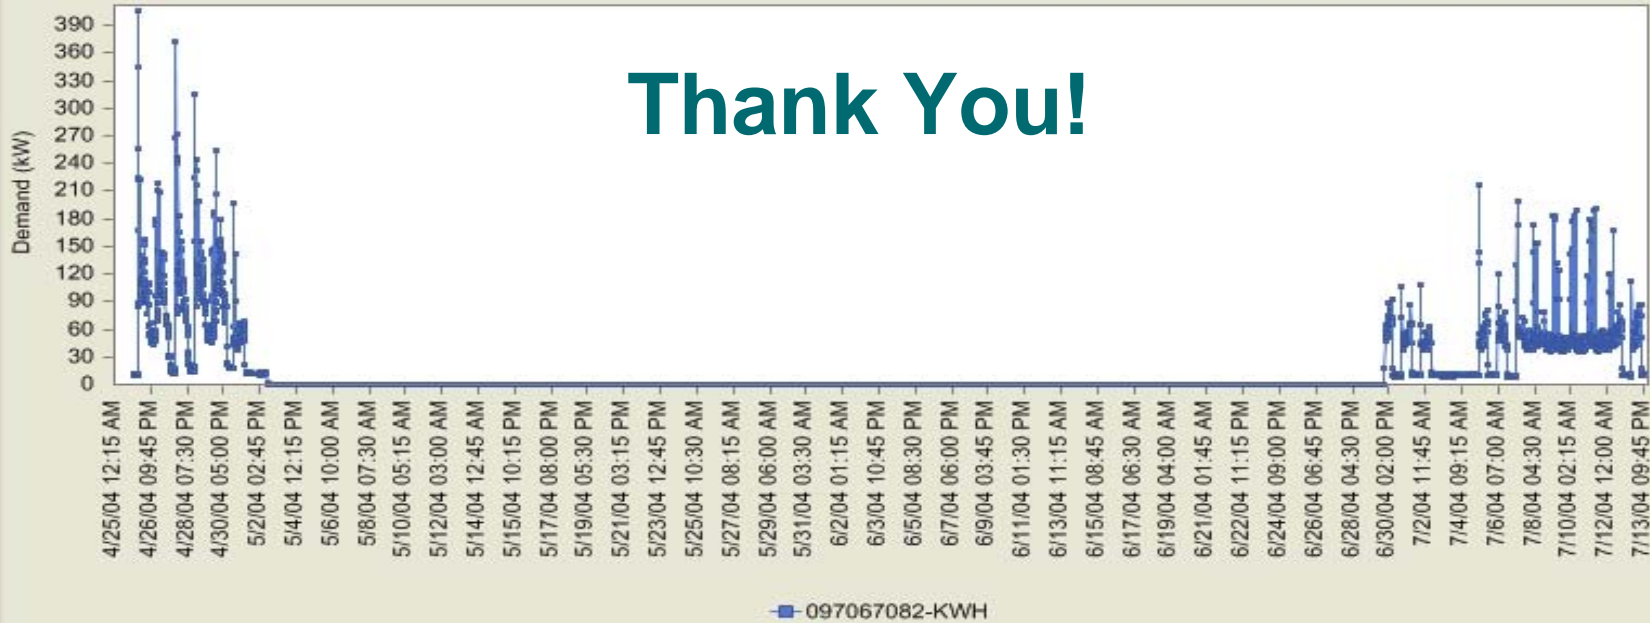 Thank You!
Demand (kW)
390
360
330
300
270
240
210
180
150
120
90
60
30
0
4/25/04 12:15 AM
4/26/04 09:45 PM
4/28/04 07:30 PM
4/30/04 05:00 PM
5/2/04 02:45 PM
5/4/04 12:15 PM
5/6/04 10:00 AM
5/8/04 07:30 AM
5/10/04 05:15 AM
5/12/04 03:00 AM
5/14/04 12:45 AM
5/15/04 10:15 PM
5/17/04 08:00 PM
5/19/04 05:30 PM
5/21/04 03:15 PM
5/23/04 12:45 PM
5/25/04 10:30 AM
5/27/04 08:15 AM
5/29/04 06:00 AM
5/31/04 03:30 AM
6/2/04 01:15 AM
6/3/04 10:45 PM
6/5/04 08:30 PM
6/7/04 06:00 PM
6/9/04 03:45 PM
6/11/04 01:30 PM
6/13/04 11:15 AM
6/15/04 08:45 AM
6/17/04 06:30 AM
6/19/04 04:00 AM
6/21/04 01:45 AM
6/22/04 11:15 PM
6/24/04 09:00 PM
6/26/04 06:45 PM
6/28/04 04:30 PM
6/30/04 02:00 PM
7/2/04 11:45 AM
7/4/04 09:15 AM
7/6/04 07:00 AM
7/8/04 04:30 AM
7/10/04 02:15 AM
7/12/04 12:00 AM
7/13/04 09:45 PM
097067082-KWH